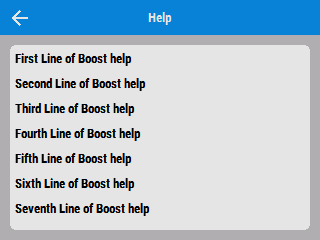 Help
First Line of Boost help
Second Line of Boost help
Third Line of Boost help
Fourth Line of Boost help
Fifth Line of Boost help
Sixth Line of Boost help
Seventh Line of Boost help